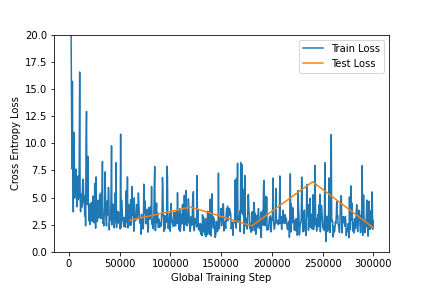 20.0
17.5
15.0
12.5
10.0
7.5
5.0
2.5
0.0
Cross Entropy Loss
Train Loss
Test Loss
0 50000 100000 150000 200000 250000 300000
Global Training Step